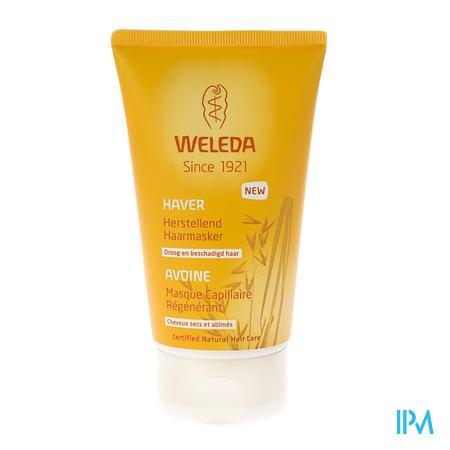 WELEDA
Since 1921
NEW
HAVER
Herstellend
Haarmasker
Droog en beschadigd haar
AVOINE
Masque Capillaire
Régénérant
Cheveux secs et abîmés
Certified Natural Hair Care
IPM